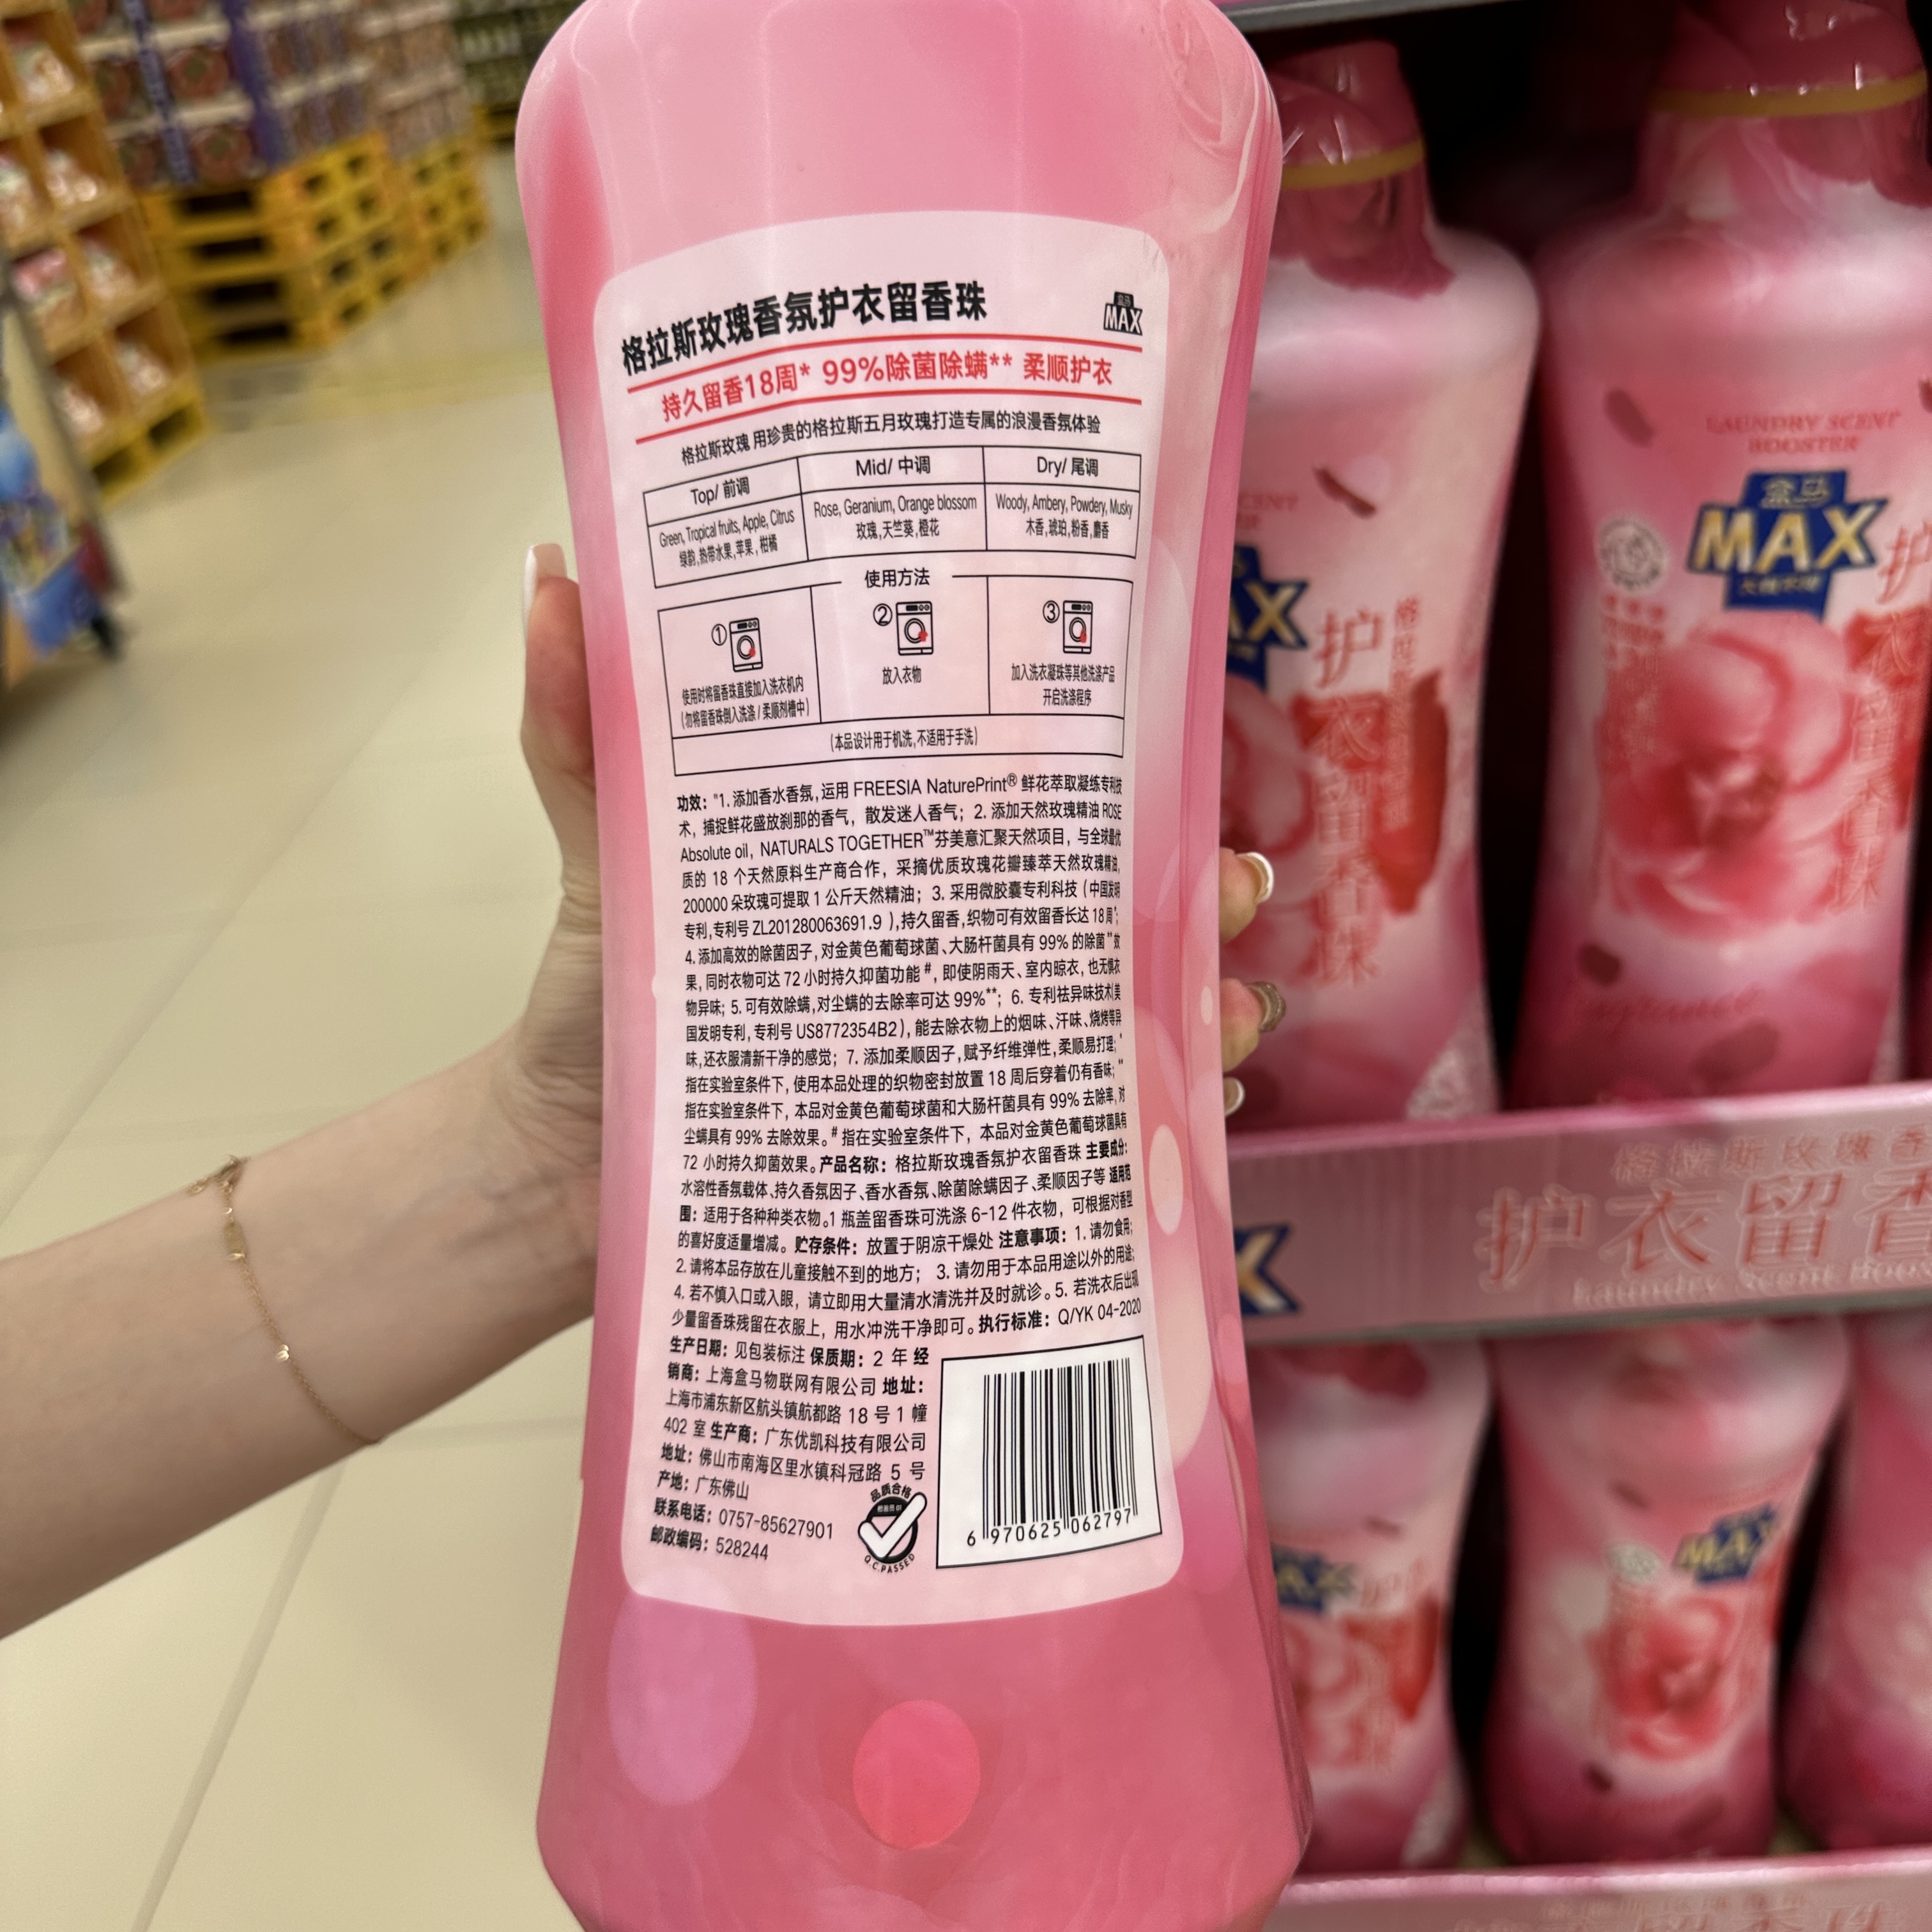 格拉斯玫瑰香氛护衣留香珠
盒马
MAX
持久留香18周* 99%除菌除螨** 柔顺护衣
格拉斯玫瑰 用珍贵的格拉斯五月玫瑰打造专属的浪漫香氛体验
Top/ 前调
Mid/ 中调
Dry/ 尾调
Green, Tropical fruits, Apple, Citrus
绿韵,热带水果,苹果,柑橘
Rose, Geranium, Orange blossom
玫瑰,天竺葵,橙花
Woody, Ambery, Powdery, Musky
木香,琥珀,粉香,麝香
使用方法
①
使用时将留香珠直接加入洗衣机内
(勿将留香珠倒入洗涤/柔顺剂槽中)
②
放入衣物
③
加入洗衣凝珠等其他洗涤产品
开启洗涤程序
(本品设计用于机洗,不适用于手洗)
功效："1. 添加香水香氛,运用 FREESIA NaturePrint® 鲜花萃取凝练专利技
术，捕捉鲜花盛放刹那的香气，散发迷人香气；2. 添加天然玫瑰精油 ROSE
Absolute oil，NATURALS TOGETHER™芬美意汇聚天然项目，与全球最优
质的 18 个天然原料生产商合作，采摘优质玫瑰花瓣臻萃天然玫瑰精油,
200000 朵玫瑰可提取 1 公斤天然精油；3. 采用微胶囊专利科技（中国发明
专利,专利号 ZL201280063691.9 ),持久留香,织物可有效留香长达 18 周*;
4. 添加高效的除菌因子,对金黄色葡萄球菌、大肠杆菌具有 99% 的除菌**效
果，同时衣物可达 72 小时持久抑菌功能 #，即使阴雨天、室内晾衣，也无惧衣
物异味；5. 可有效除螨,对尘螨的去除率可达 99%**；6. 专利祛异味技术(美
国发明专利，专利号 US8772354B2)，能去除衣物上的烟味、汗味、烧烤等异
味,还衣服清新干净的感觉；7. 添加柔顺因子,赋予纤维弹性,柔顺易打理; *
指在实验室条件下，使用本品处理的织物密封放置 18 周后穿着仍有香味; **
指在实验室条件下，本品对金黄色葡萄球菌和大肠杆菌具有 99% 去除率,对
尘螨具有 99% 去除效果。# 指在实验室条件下，本品对金黄色葡萄球菌具有
72 小时持久抑菌效果。产品名称：格拉斯玫瑰香氛护衣留香珠 主要成分:
水溶性香氛载体、持久香氛因子、香水香氛、除菌除螨因子、柔顺因子等 适用范
围：适用于各种种类衣物。1 瓶盖留香珠可洗涤 6-12 件衣物，可根据对香型
的喜好度适量增减。贮存条件：放置于阴凉干燥处 注意事项：1. 请勿食用;
2. 请将本品存放在儿童接触不到的地方；3. 请勿用于本品用途以外的用途;
4. 若不慎入口或入眼，请立即用大量清水清洗并及时就诊。5. 若洗衣后出现
少量留香珠残留在衣服上，用水冲洗干净即可。执行标准：Q/YK 04-2020
生产日期：见包装标注 保质期：2 年 经
销商：上海盒马物联网有限公司 地址:
上海市浦东新区航头镇航都路 18 号 1 幢
402 室 生产商：广东优凯科技有限公司
地址：佛山市南海区里水镇科冠路 5 号
产地：广东佛山
联系电话：0757-85627901
邮政编码：528244
品质合格
Q.C.PASSED
6 970625 062797
LAUNDRY SCENT
BOOSTER
盒马
MAX
护衣留香珠
护衣留香珠
格拉斯玫瑰香
护衣留香
Laundry Scent Boos
MAX